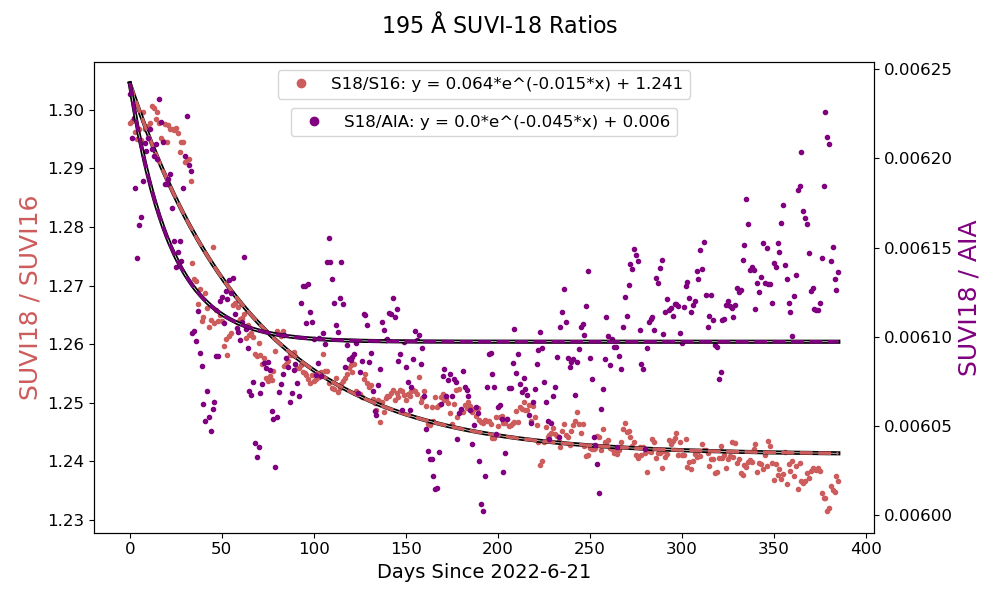 195 Å SUVI-18 Ratios
S18/S16: y = 0.064*e^(-0.015*x) + 1.241
S18/AIA: y = 0.0*e^(-0.045*x) + 0.006
SUVI18 / SUVI16
1.30
1.29
1.28
1.27
1.26
1.25
1.24
1.23
0.00625
0.00620
0.00615
0.00610
0.00605
0.00600
SUVI18 / AIA
0 50 100 150 200 250 300 350 400
Days Since 2022-6-21